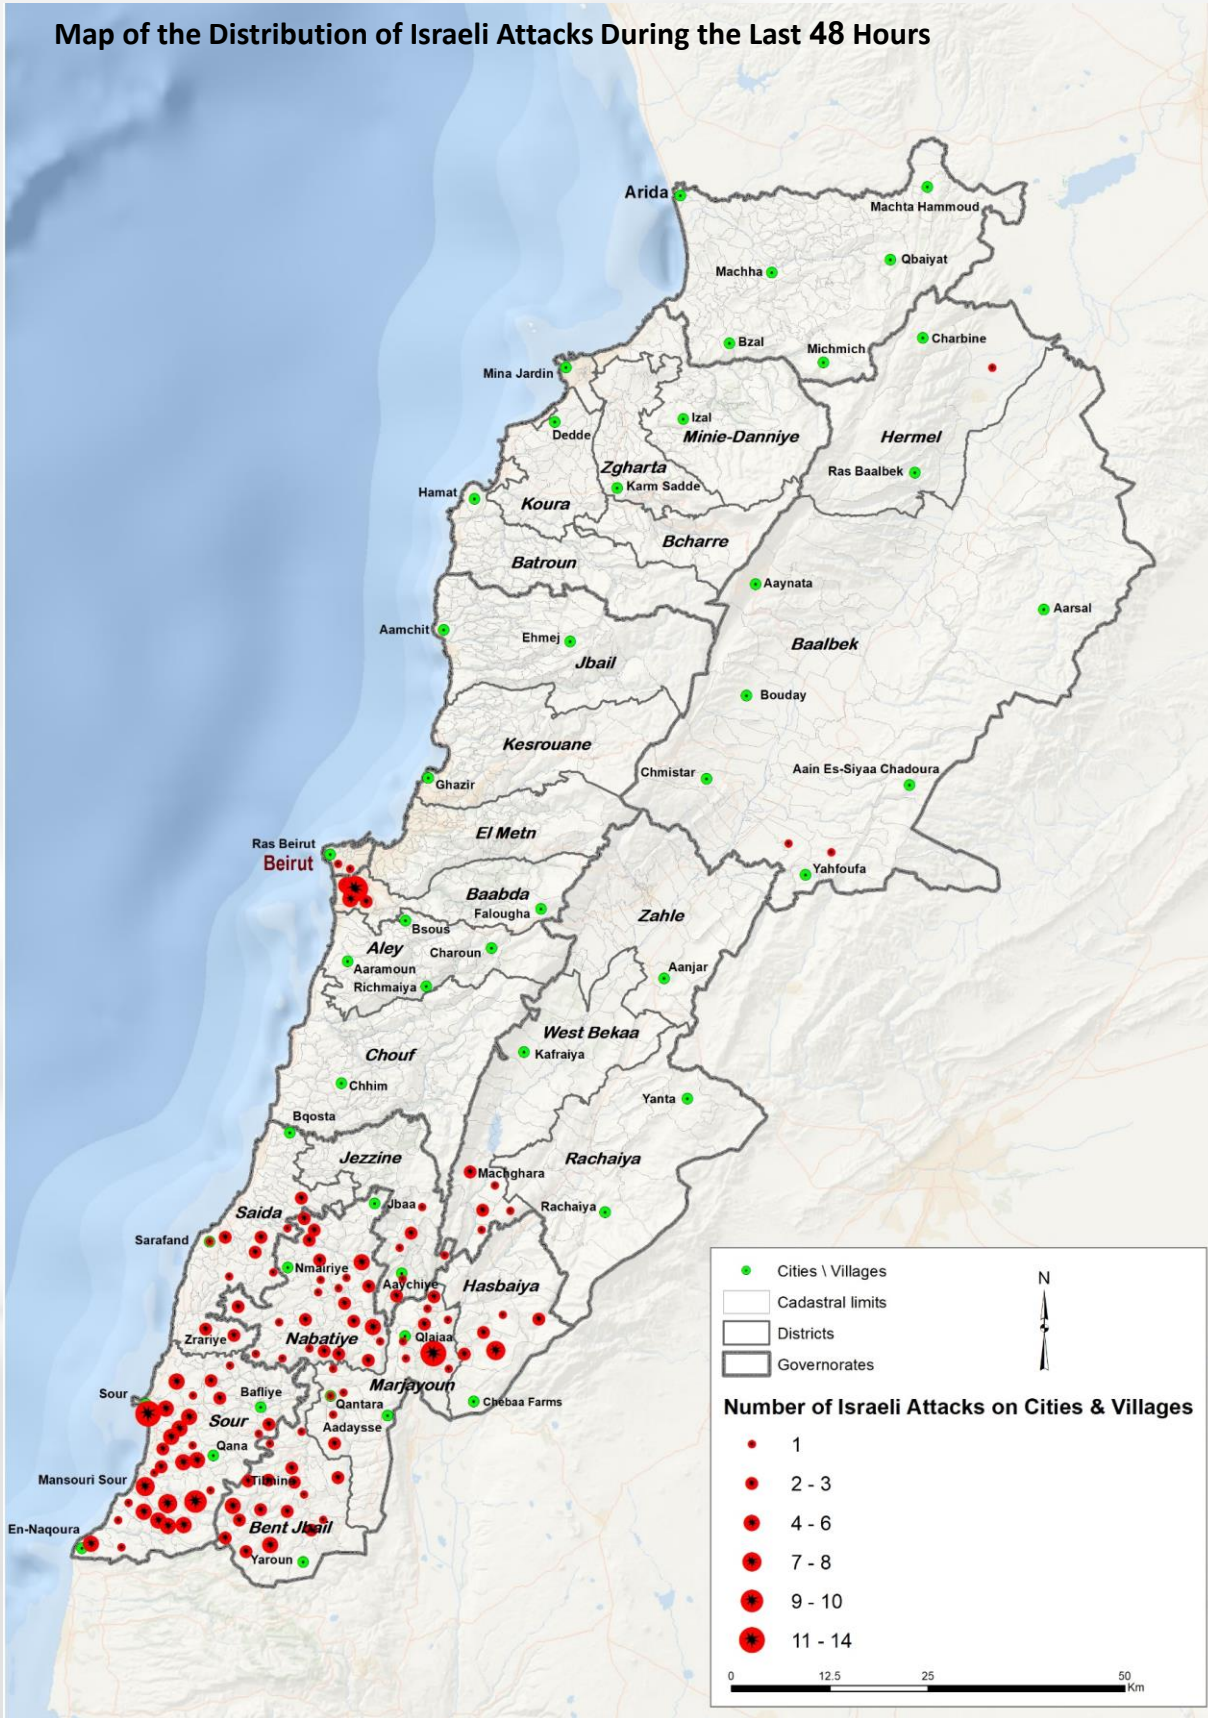 Map of the Distribution of Israeli Attacks During the Last 48 Hours
Arida
Machta Hammoud
Qbaiyat
Machha
Bzal
Michmich
Charbine
Mina Jardin
Izal
Dedde
Minie-Danniye
Hermel
Zgharta
Ras Baalbek
Karm Sadde
Hamat
Koura
Bcharre
Batroun
Aaynata
Aarsal
Aamchit
Ehmej
Baalbek
Jbail
Bouday
Kesrouane
Chmistar
Aain Es-Siyaa Chadoura
Ghazir
El Metn
Ras Beirut
Beirut
Yahfoufa
Baabda
Falougha
Zahle
Bsous
Aley
Charoun
Aaramoun
Aanjar
Richmaiya
West Bekaa
Chouf
Kafraiya
Chhim
Yanta
Bqosta
Jezzine
Rachaiya
Machghara
Jbaa
Rachaiya
Saida
Sarafand
Nmairiye
Aaychiye
Hasbaiya
Zrariye
Nabatiye
Qlaiaa
Marjayoun
Sour
Bafliye
Qantara
Chebaa Farms
Sour
Aadaysse
Qana
Mansouri Sour
Tibnine
En-Naqoura
Bent Jbail
Yaroun
Cities \ Villages
Cadastral limits
Districts
Governorates
N
Number of Israeli Attacks on Cities & Villages
1
2 - 3
4 - 6
7 - 8
9 - 10
11 - 14
0 12.5 25 50
Km